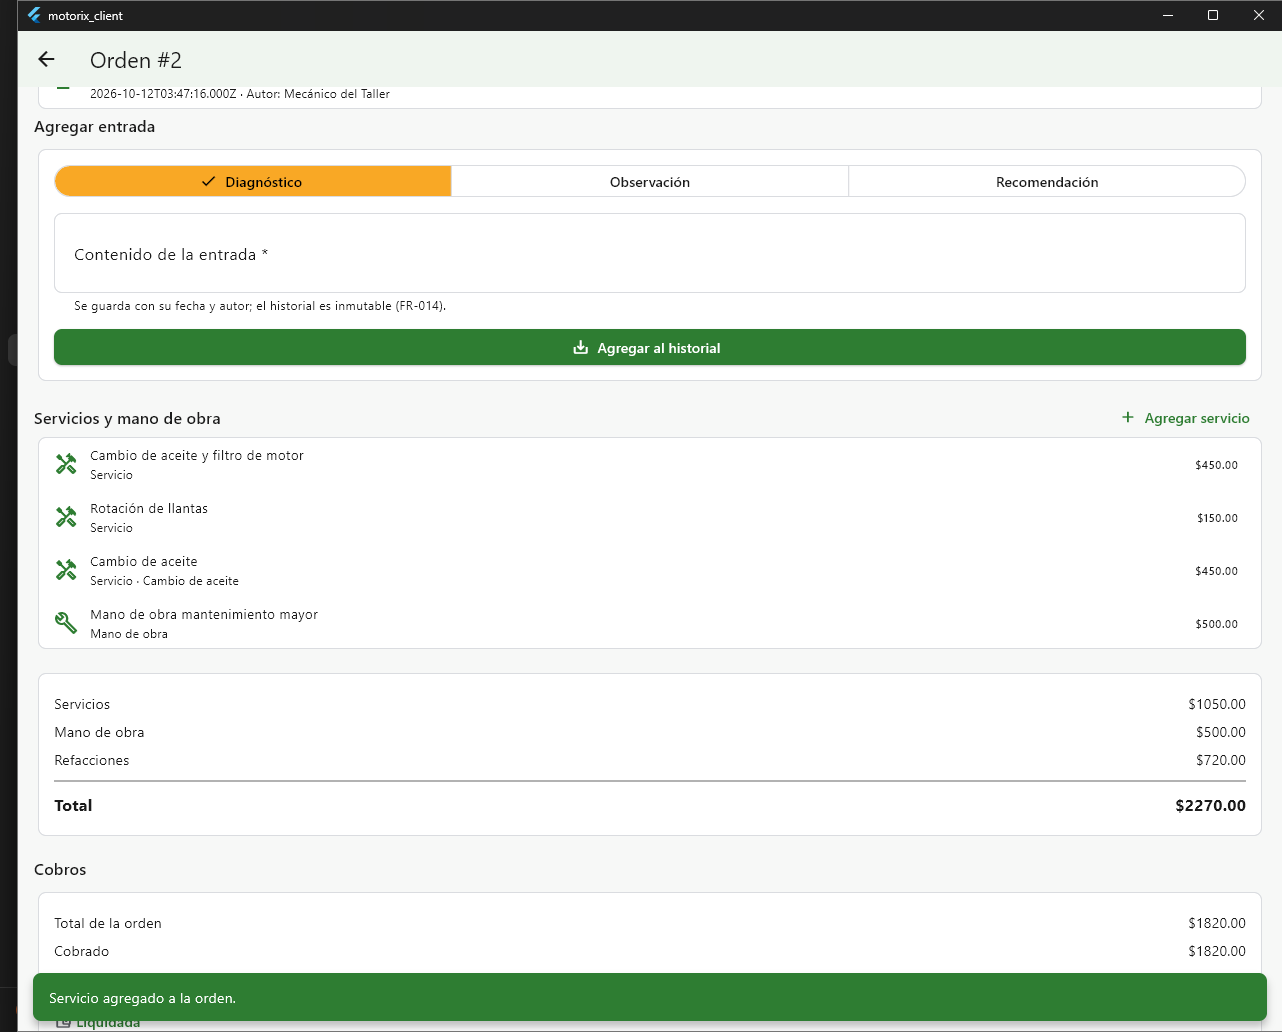 motorix_client
Orden #2
2026-10-12T03:47:16.000Z · Autor: Mecánico del Taller
Agregar entrada
Diagnóstico
Observación
Recomendación
Contenido de la entrada *
Se guarda con su fecha y autor; el historial es inmutable (FR-014).
Agregar al historial
Servicios y mano de obra
Agregar servicio
Cambio de aceite y filtro de motor
Servicio
$450.00
Rotación de llantas
Servicio
$150.00
Cambio de aceite
Servicio · Cambio de aceite
$450.00
Mano de obra mantenimiento mayor
Mano de obra
$500.00
Servicios $1050.00
Mano de obra $500.00
Refacciones $720.00
Total $2270.00
Cobros
Total de la orden $1820.00
Cobrado $1820.00
Servicio agregado a la orden.
Liquidada